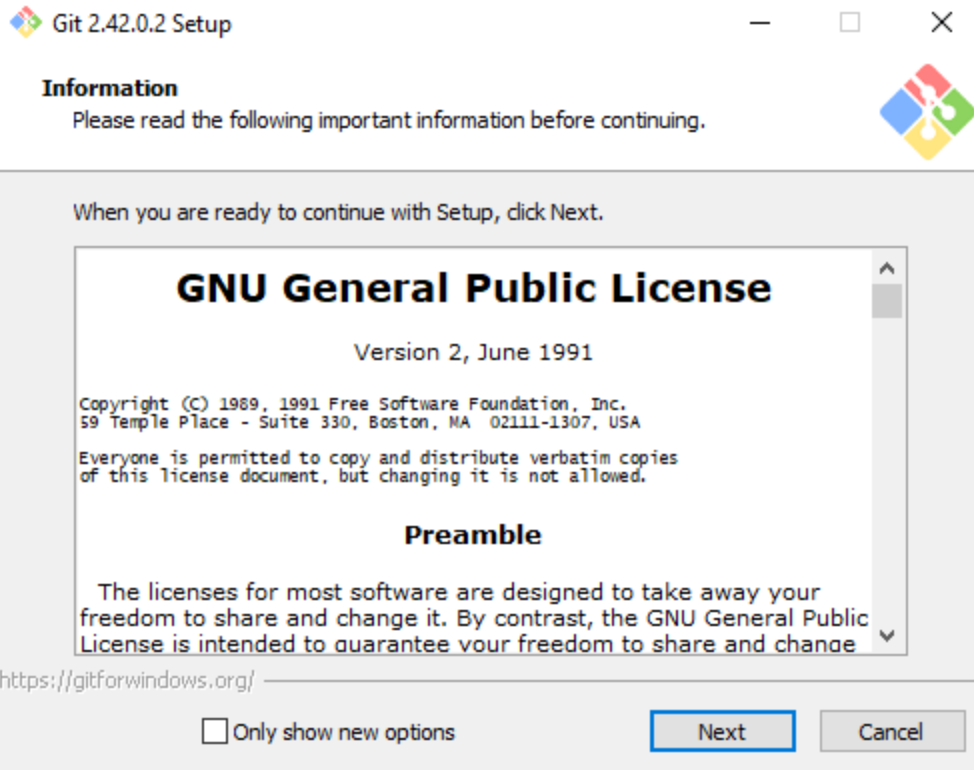 Git 2.42.0.2 Setup
Information
Please read the following important information before continuing.
When you are ready to continue with Setup, click Next.
GNU General Public License
Version 2, June 1991
Copyright (C) 1989, 1991 Free Software Foundation, Inc.
59 Temple Place - Suite 330, Boston, MA  02111-1307, USA
Everyone is permitted to copy and distribute verbatim copies
of this license document, but changing it is not allowed.
Preamble
The licenses for most software are designed to take away your
freedom to share and change it. By contrast, the GNU General Public
License is intended to guarantee your freedom to share and change
https://gitforwindows.org/
Only show new options
Next
Cancel